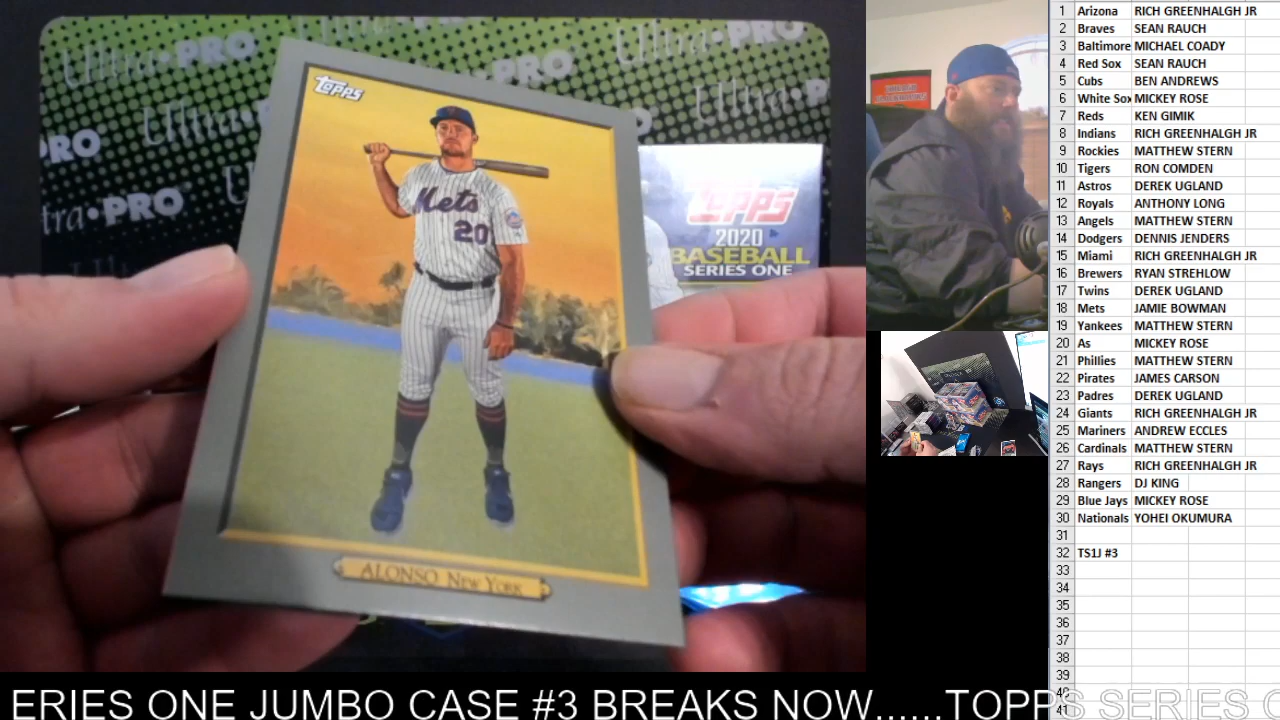 Ultra•PRO
PRO
Ultra•PRO
tra•PRO
TOPPS
Mets
20
ALONSO NEW YORK
TOPPS
2020
BASEBALL
SERIES ONE
1 Arizona RICH GREENHALGH JR
2 Braves SEAN RAUCH
3 Baltimore MICHAEL COADY
4 Red Sox SEAN RAUCH
5 Cubs BEN ANDREWS
6 White Sox MICKEY ROSE
7 Reds KEN GIMIK
8 Indians RICH GREENHALGH JR
9 Rockies MATTHEW STERN
10 Tigers RON COMDEN
11 Astros DEREK UGLAND
12 Royals ANTHONY LONG
13 Angels MATTHEW STERN
14 Dodgers DENNIS JENDERS
15 Miami RICH GREENHALGH JR
16 Brewers RYAN STREHLOW
17 Twins DEREK UGLAND
18 Mets JAMIE BOWMAN
19 Yankees MATTHEW STERN
20 As MICKEY ROSE
21 Phillies MATTHEW STERN
22 Pirates JAMES CARSON
23 Padres DEREK UGLAND
24 Giants RICH GREENHALGH JR
25 Mariners ANDREW ECCLES
26 Cardinals MATTHEW STERN
27 Rays RICH GREENHALGH JR
28 Rangers DJ KING
29 Blue Jays MICKEY ROSE
30 Nationals YOHEI OKUMURA
31
32 TS1J #3
33
34
35
36
37
38
39
40
41
ERIES ONE JUMBO CASE #3 BREAKS NOW......TOPPS SERIES